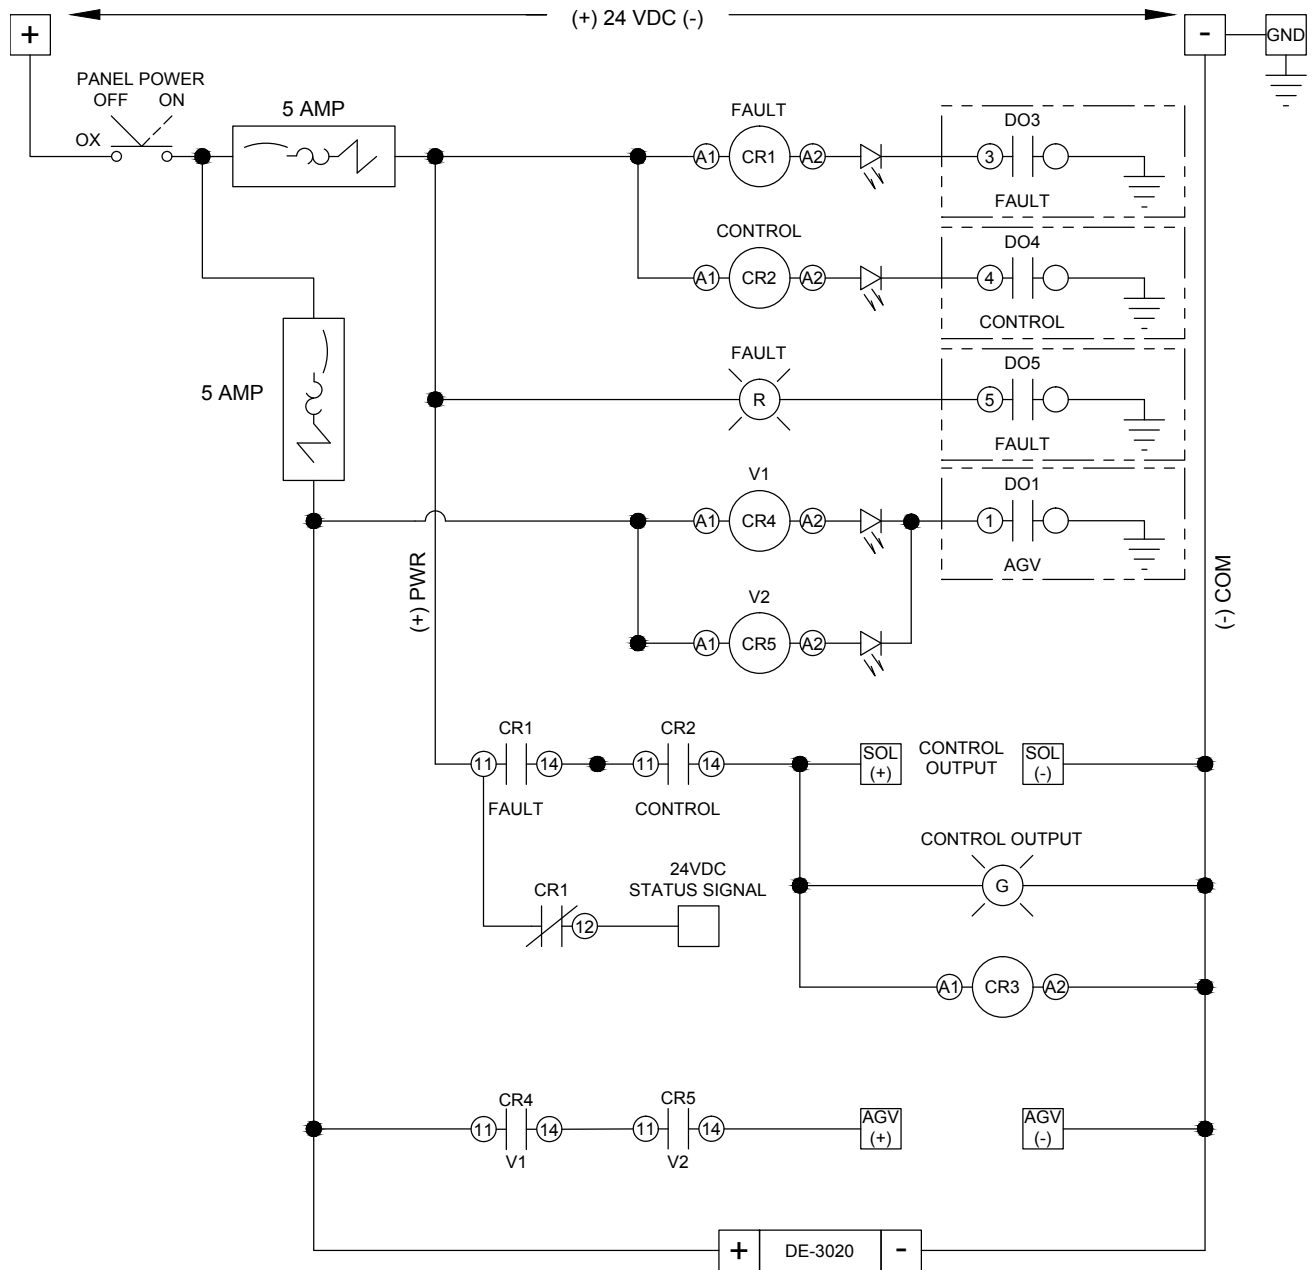 (+) 24 VDC (-)
+
-
GND
PANEL POWER
OFF ON
OX
5 AMP
FAULT
A1 CR1 A2
DO3
3
FAULT
CONTROL
A1 CR2 A2
DO4
4
CONTROL
5 AMP
FAULT
R
DO5
5
FAULT
V1
A1 CR4 A2
DO1
1
AGV
(+) PWR
(-) COM
V2
A1 CR5 A2
CR1
11 14
FAULT
CR2
11 14
CONTROL
SOL
(+)
CONTROL
OUTPUT
SOL
(-)
CONTROL OUTPUT
G
CR1
12
24VDC
STATUS SIGNAL
A1 CR3 A2
CR4
11 14
V1
CR5
11 14
V2
AGV
(+)
AGV
(-)
+ DE-3020 -